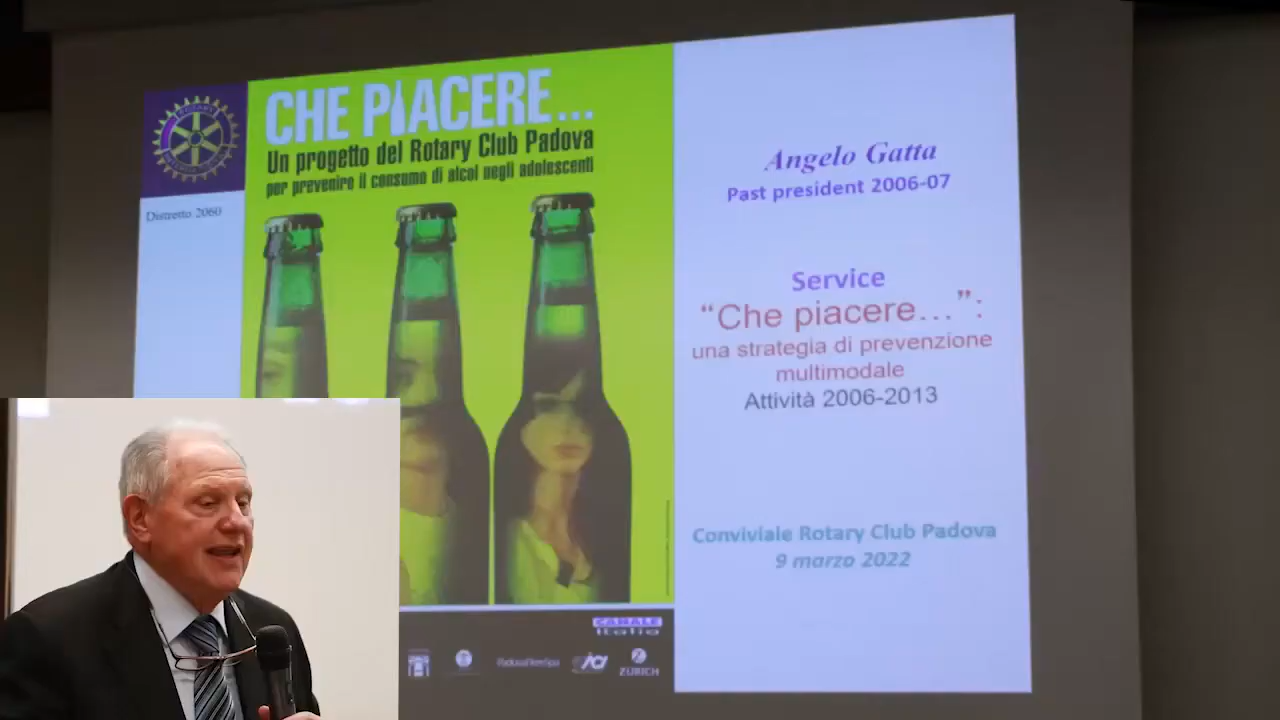 CHE PIACERE...
Un progetto del Rotary Club Padova
per prevenire il consumo di alcol negli adolescenti
Distretto 2060
Angelo Gatta
Past president 2006-07
Service
“Che piacere...”:
una strategia di prevenzione
multimodale
Attività 2006-2013
Conviviale Rotary Club Padova
9 marzo 2022
CANALE
italia
ZURICH